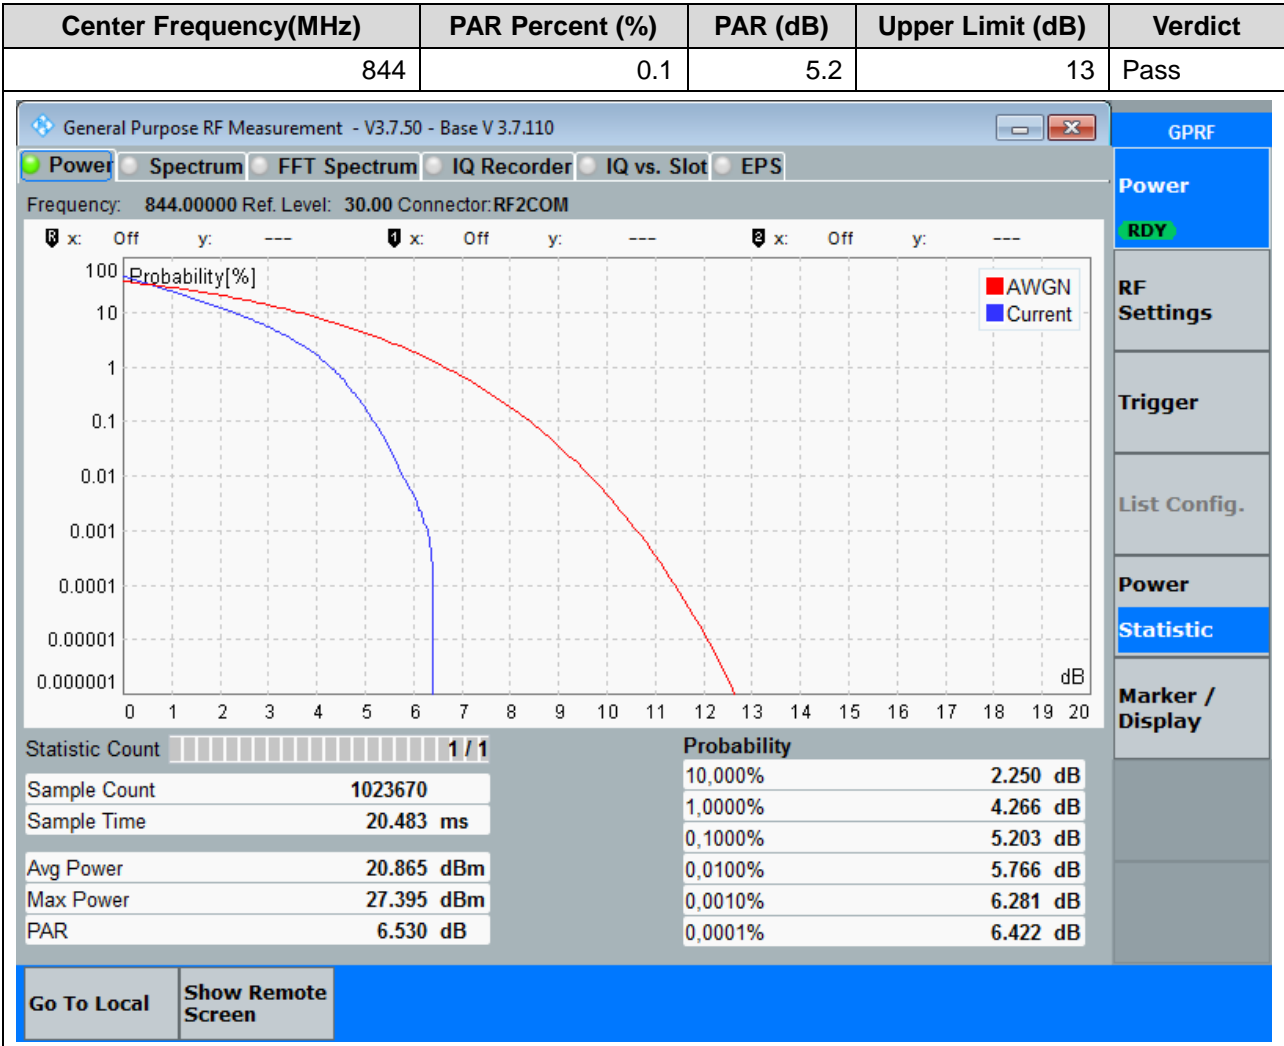 Center Frequency(MHz) PAR Percent (%) PAR (dB) Upper Limit (dB) Verdict
844 0.1 5.2 13 Pass
General Purpose RF Measurement - V3.7.50 - Base V 3.7.110
GPRF
Power Spectrum FFT Spectrum IQ Recorder IQ vs. Slot EPS
Frequency: 844.00000 Ref. Level: 30.00 Connector: RF2COM
R x: Off y: --- 1 x: Off y: --- 2 x: Off y: ---
Probability[%]
AWGN
Current
100
10
1
0.1
0.01
0.001
0.0001
0.00001
0.000001
dB
0 1 2 3 4 5 6 7 8 9 10 11 12 13 14 15 16 17 18 19 20
Statistic Count 1 / 1
Sample Count 1023670
Sample Time 20.483 ms
Avg Power 20.865 dBm
Max Power 27.395 dBm
PAR 6.530 dB
Probability
10,000% 2.250 dB
1,0000% 4.266 dB
0,1000% 5.203 dB
0,0100% 5.766 dB
0,0010% 6.281 dB
0,0001% 6.422 dB
Power
RDY
RF
Settings
Trigger
List Config.
Power
Statistic
Marker /
Display
Go To Local
Show Remote
Screen